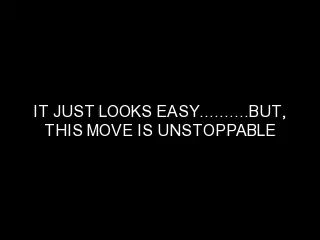 IT JUST LOOKS EASY..........BUT,
THIS MOVE IS UNSTOPPABLE